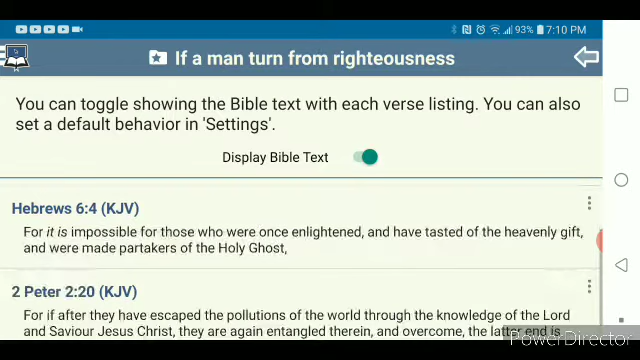 93% 7:10 PM
If a man turn from righteousness
You can toggle showing the Bible text with each verse listing. You can also
set a default behavior in 'Settings'.
Display Bible Text
Hebrews 6:4 (KJV)
For it is impossible for those who were once enlightened, and have tasted of the heavenly gift,
and were made partakers of the Holy Ghost,
2 Peter 2:20 (KJV)
For if after they have escaped the pollutions of the world through the knowledge of the Lord
and Saviour Jesus Christ, they are again entangled therein, and overcome, the latter end is
PowerDirector